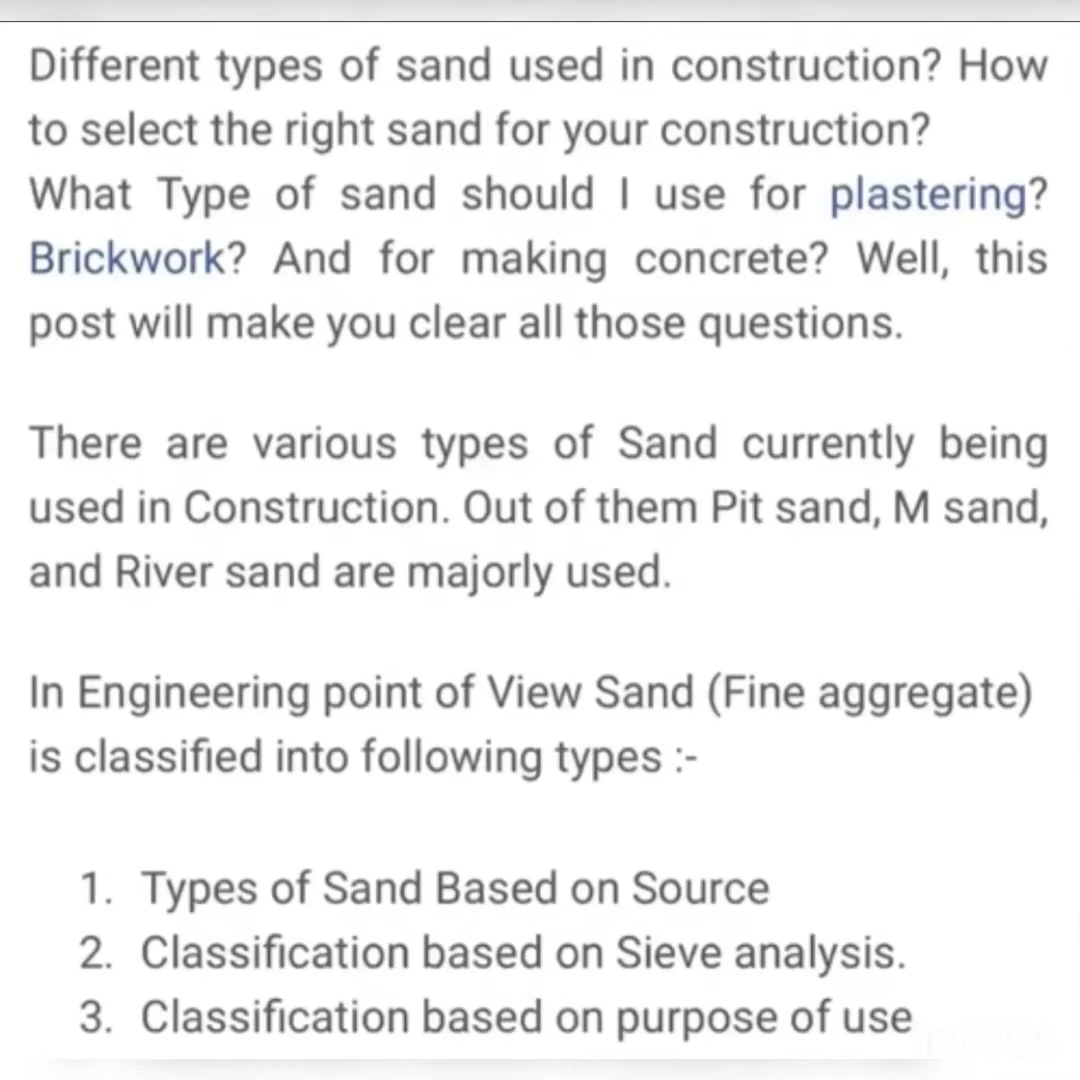 Different types of sand used in construction? How
to select the right sand for your construction?
What Type of sand should I use for plastering?
Brickwork? And for making concrete? Well, this
post will make you clear all those questions.
There are various types of Sand currently being
used in Construction. Out of them Pit sand, M sand,
and River sand are majorly used.
In Engineering point of View Sand (Fine aggregate)
is classified into following types :-
1. Types of Sand Based on Source
2. Classification based on Sieve analysis.
3. Classification based on purpose of use